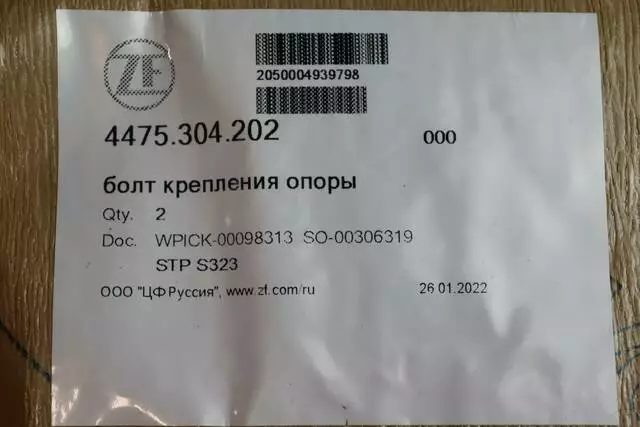 ZF
2050004939798
4475.304.202 000
болт крепления опоры
Qty. 2
Doc. WPICK-00098313 SO-00306319
STP S323
ООО "ЦФ Руссия", www.zf.com/ru 26.01.2022